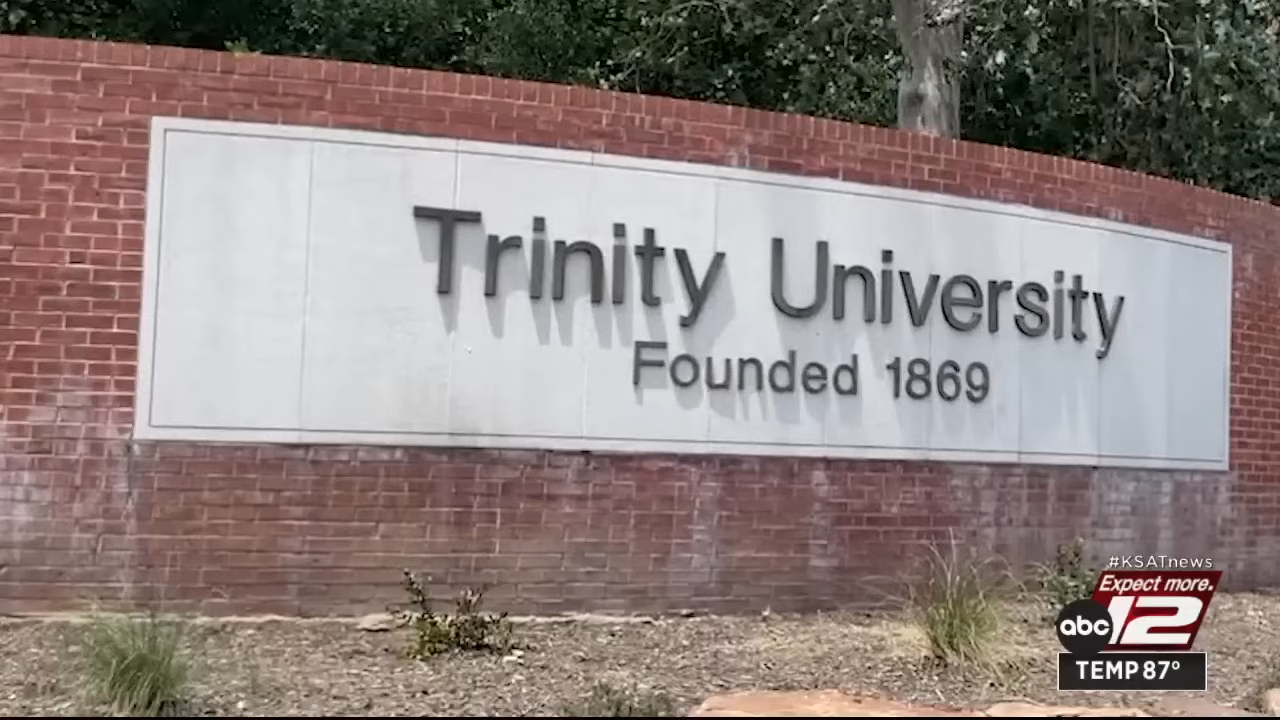 Trinity University
Founded 1869
#KSATnews
Expect more.
abc 12
TEMP 87°